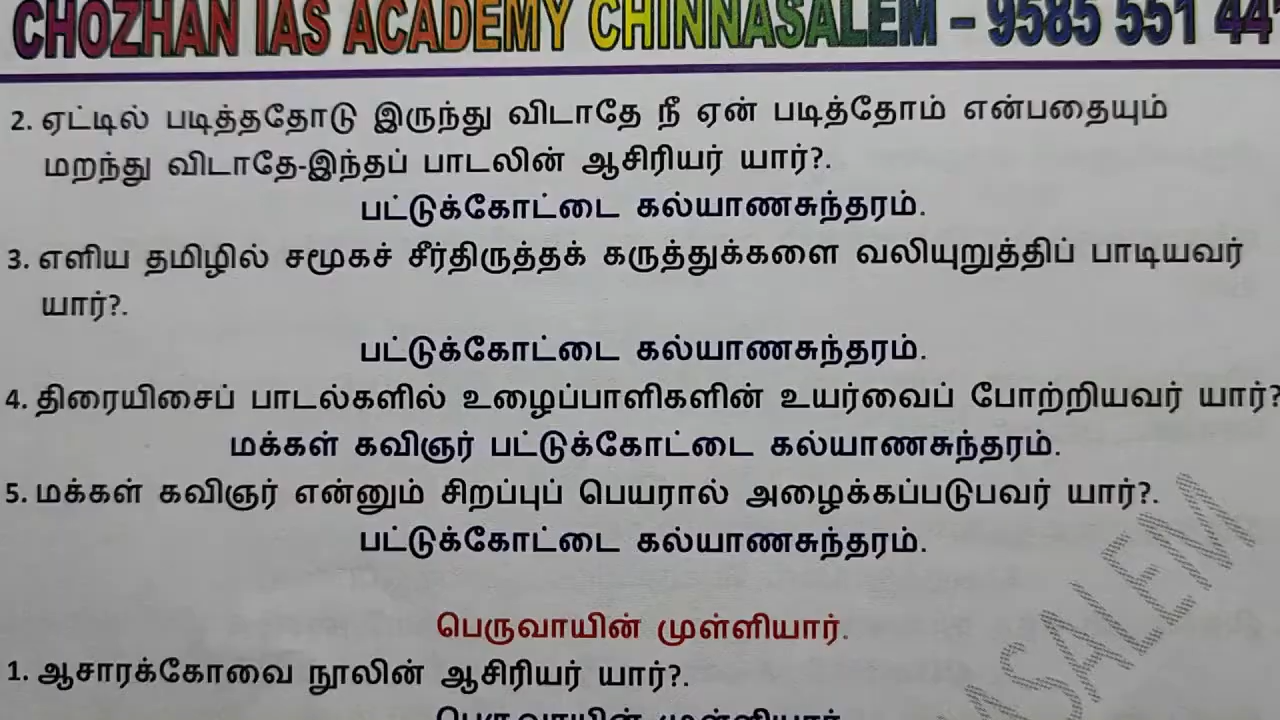 CHOZHAN IAS ACADEMY CHINNASALEM – 9585 551 44
2. ஏட்டில் படித்ததோடு இருந்து விடாதே நீ ஏன் படித்தோம் என்பதையும்
மறந்து விடாதே-இந்தப் பாடலின் ஆசிரியர் யார்?.
பட்டுக்கோட்டை கல்யாணசுந்தரம்.
3. எளிய தமிழில் சமூகச் சீர்திருத்தக் கருத்துக்களை வலியுறுத்திப் பாடியவர்
யார்?.
பட்டுக்கோட்டை கல்யாணசுந்தரம்.
4. திரையிசைப் பாடல்களில் உழைப்பாளிகளின் உயர்வைப் போற்றியவர் யார்?
மக்கள் கவிஞர் பட்டுக்கோட்டை கல்யாணசுந்தரம்.
5. மக்கள் கவிஞர் என்னும் சிறப்புப் பெயரால் அழைக்கப்படுபவர் யார்?.
பட்டுக்கோட்டை கல்யாணசுந்தரம்.
பெருவாயின் முள்ளியார்.
1. ஆசாரக்கோவை நூலின் ஆசிரியர் யார்?.
பெருவாயின் முள்ளியார்
ASALEM